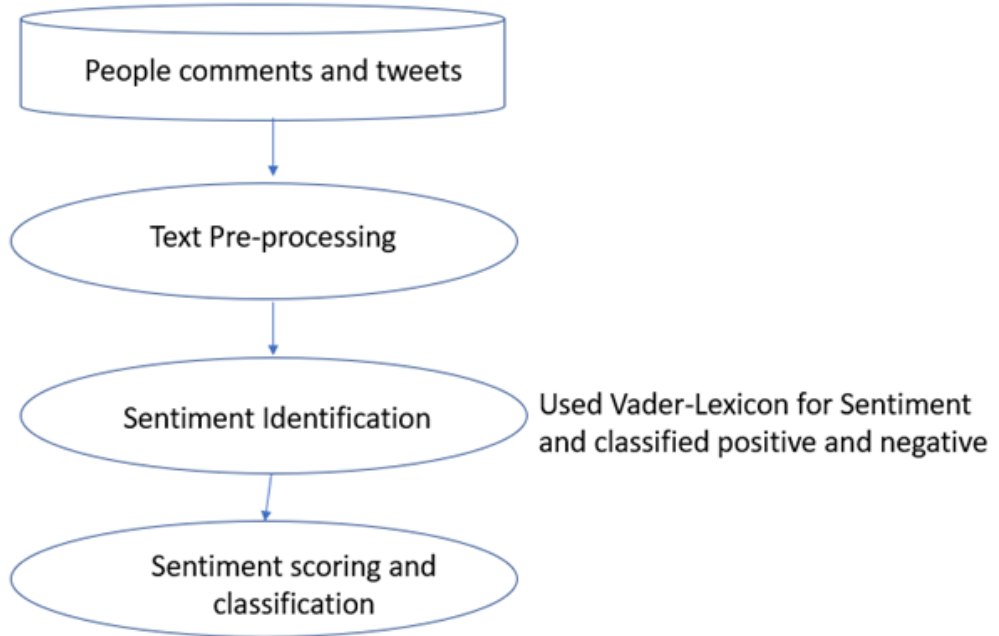 People comments and tweets
Text Pre-processing
Sentiment Identification
Used Vader-Lexicon for Sentiment
and classified positive and negative
Sentiment scoring and
classification